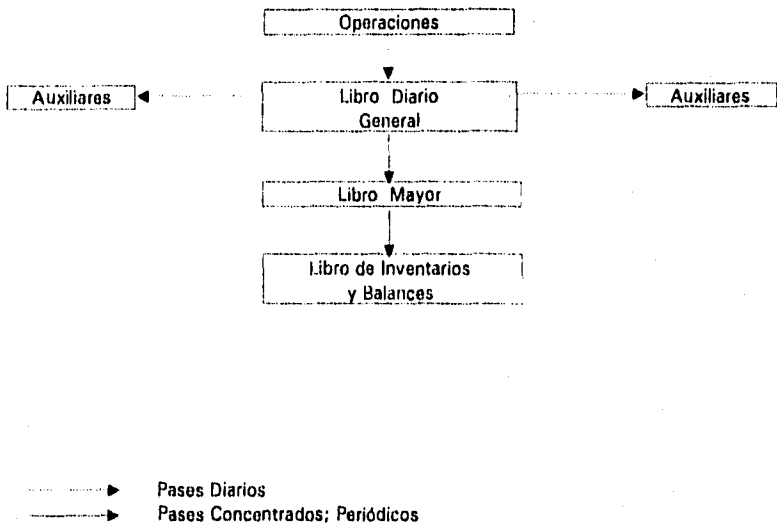 Operaciones
Auxiliares
Libro Diario
General
Auxiliares
Libro Mayor
Libro de Inventarios
y Balances
Pases Diarios
Pases Concentrados; Periódicos